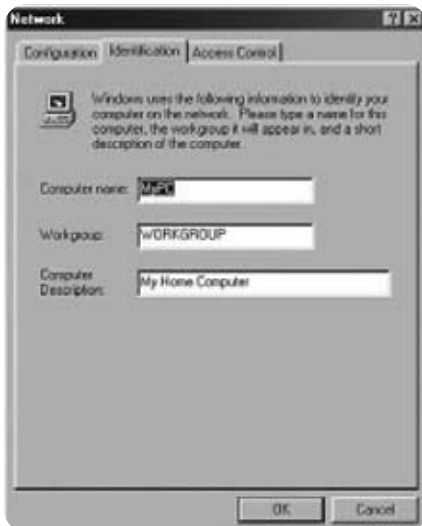 Network
Configuration Identification Access Control
Windows uses the following information to identify your
computer on the network. Please type a name for this
computer, the workgroup it will appear in, and a short
description of the computer.
Computer name: MyPC
Workgroup: WORKGROUP
Computer
Description: My Home Computer
OK Cancel